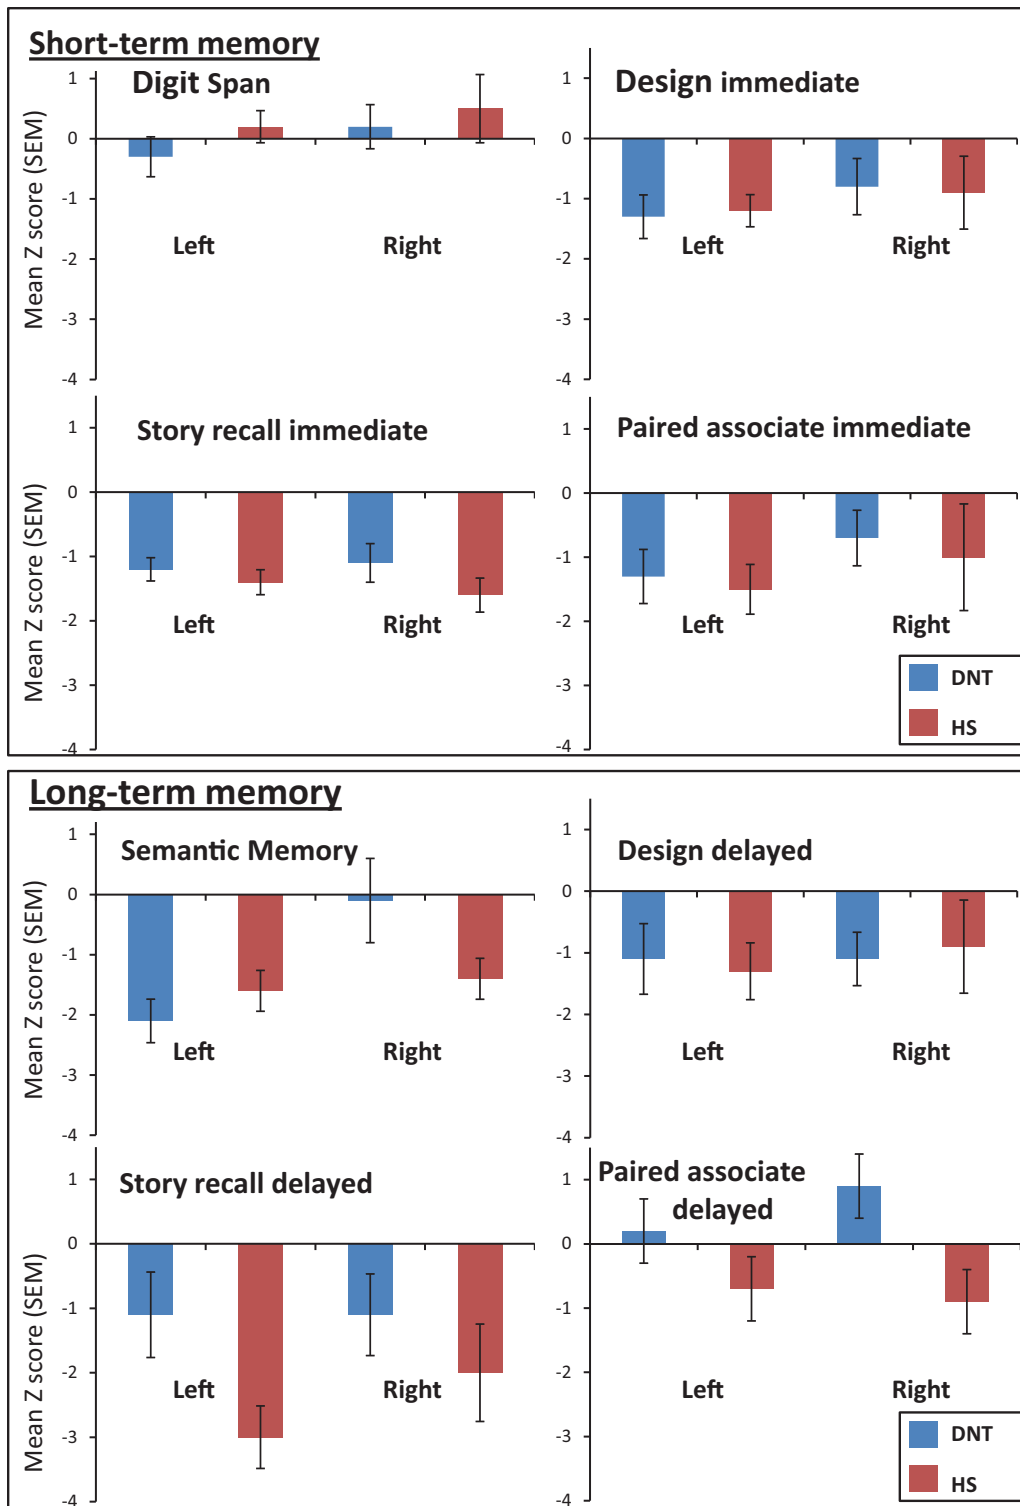 Short-term memory
Digit Span
Mean Z score (SEM)
1
0
-1
-2
-3
-4
Left
Right
Design immediate
1
0
-1
-2
-3
-4
Left
Right
Story recall immediate
Mean Z score (SEM)
1
0
-1
-2
-3
-4
Left
Right
Paired associate immediate
1
0
-1
-2
-3
-4
Left
Right
DNT
HS
Long-term memory
Semantic Memory
Mean Z score (SEM)
1
0
-1
-2
-3
-4
Left
Right
Design delayed
1
0
-1
-2
-3
-4
Left
Right
Story recall delayed
Mean Z score (SEM)
1
0
-1
-2
-3
-4
Left
Right
Paired associate
delayed
1
0
-1
-2
-3
-4
Left
Right
DNT
HS